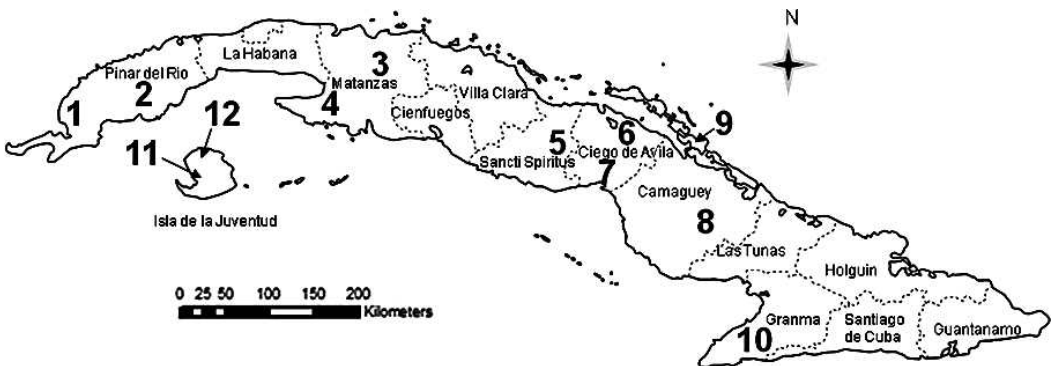 N
La Habana
3
Pinar del Rio
Matanzas
2
1
4
Villa Clara
Cienfuegos
12
11
9
6
5
Ciego de Avila
Sancti Spiritus
7
Camaguey
8
Isla de la Juventud
Las Tunas
Holguin
0 25 50 100 150 200
Kilometers
Granma
Santiago
de Cuba
Guantanamo
10